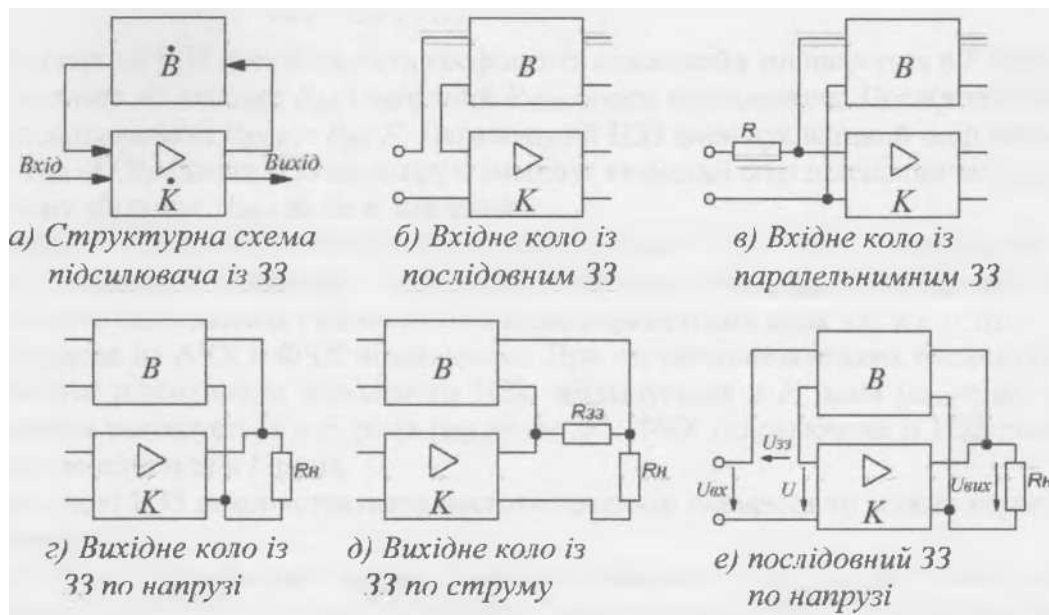 Ḃ
Вхід
Вихід
K̇
а) Структурна схема
підсилювача із ЗЗ
B
K
б) Вхідне коло із
послідовним ЗЗ
B
R
K
в) Вхідне коло із
паралельнимним ЗЗ
B
Rн
K
г) Вихідне коло із
ЗЗ по напрузі
B
Rзз
Rн
K
д) Вихідне коло із
ЗЗ по струму
B
Uзз
Uвх
U
Uвих
Rн
K
е) послідовний ЗЗ
по напрузі